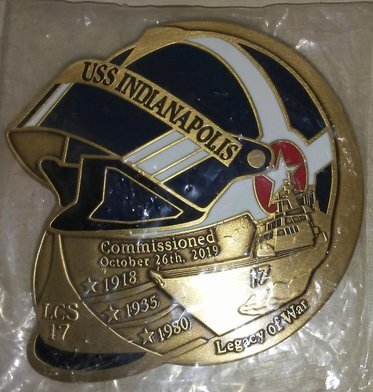 USS INDIANAPOLIS
Commissioned
October 26th, 2019
1918
1935
1980
LCS
17
17
Legacy of War